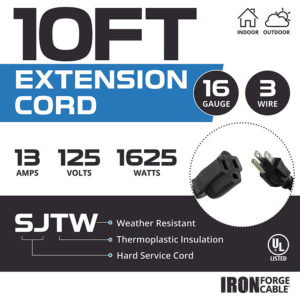 10FT
INDOOR OUTDOOR
EXTENSION
CORD
16
GAUGE
3
WIRE
13
AMPS
125
VOLTS
1625
WATTS
SJTW
Weather Resistant
Thermoplastic Insulation
Hard Service Cord
UL
LISTED
IRON FORGE
CABLE